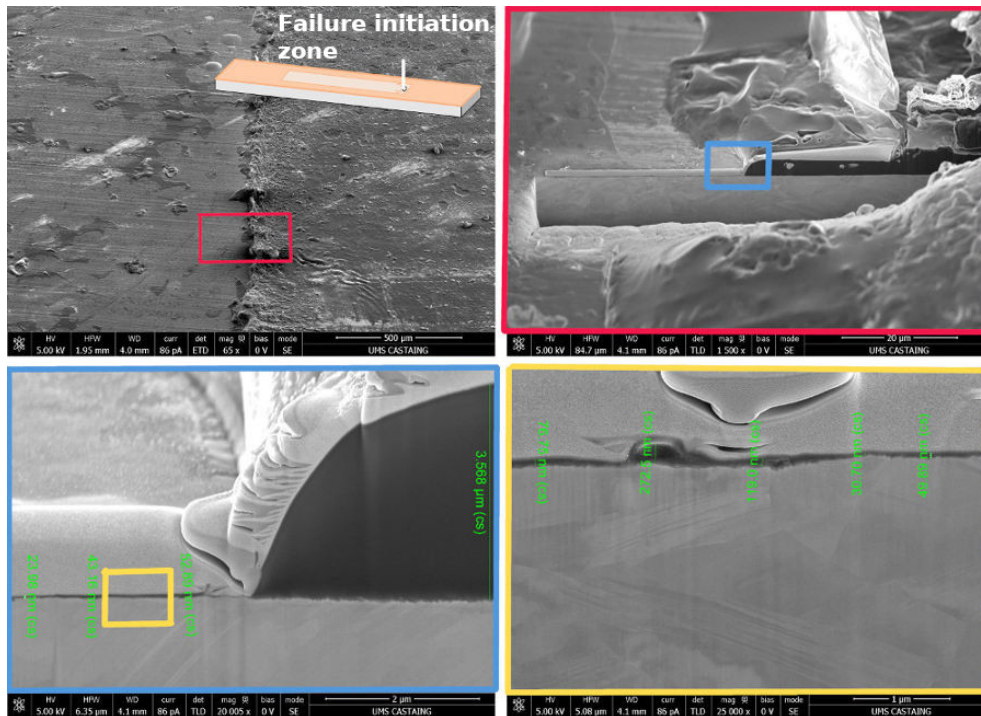 Failure initiation
zone
HV HFW WD curr det mag bias mode
500 µm
5.00 kV 1.95 mm 4.0 mm 86 pA ETD 65 x 0 V SE
UMS CASTAING
HV HFW WD curr det mag bias mode
20 µm
5.00 kV 84.7 µm 4.1 mm 86 pA TLD 1 500 x 0 V SE
UMS CASTAING
3.568 µm (cs)
HV HFW WD curr det mag bias mode
2 µm
5.00 kV 6.35 µm 4.1 mm 86 pA TLD 20 005 x 0 V SE
UMS CASTAING
HV HFW WD curr det mag bias mode
1 µm
5.00 kV 5.08 µm 4.1 mm 86 pA TLD 25 000 x 0 V SE
UMS CASTAING